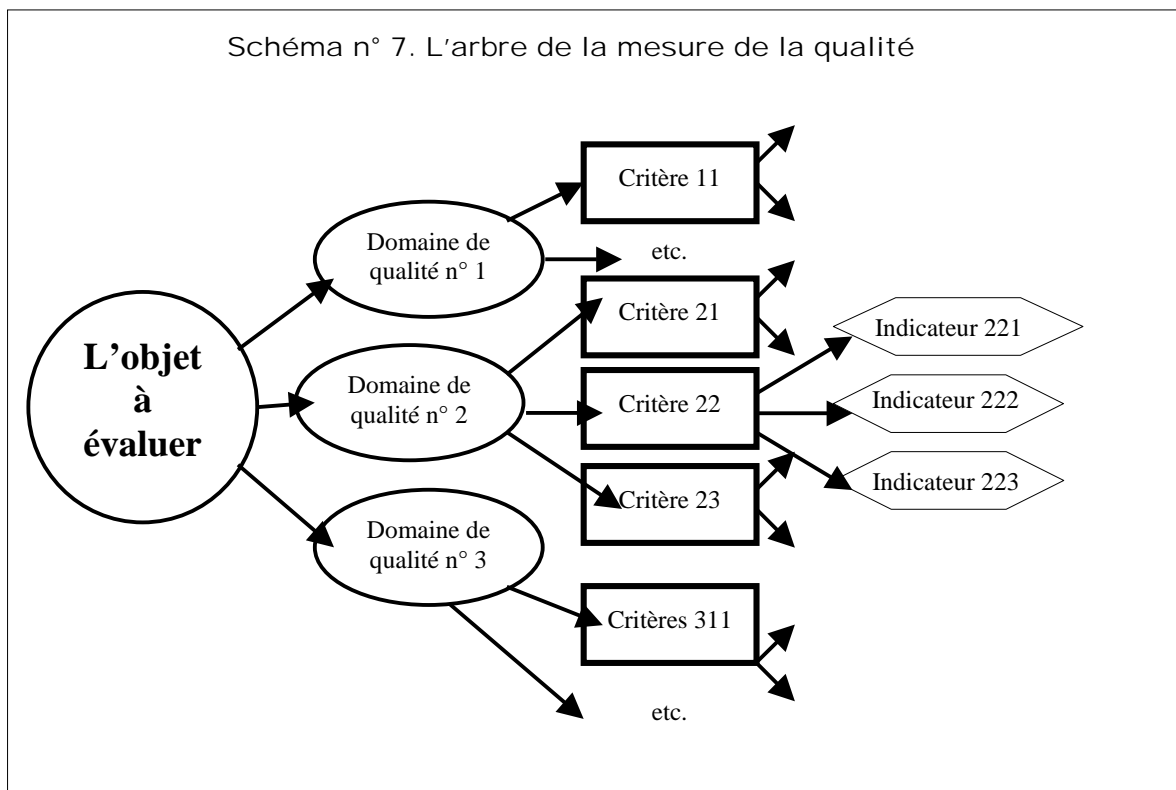 Schéma n° 7. L'arbre de la mesure de la qualité
L’objet
à
évaluer
Domaine de
qualité n° 1
Domaine de
qualité n° 2
Domaine de
qualité n° 3
Critère 11
etc.
Critère 21
Critère 22
Critère 23
Critères 311
etc.
Indicateur 221
Indicateur 222
Indicateur 223